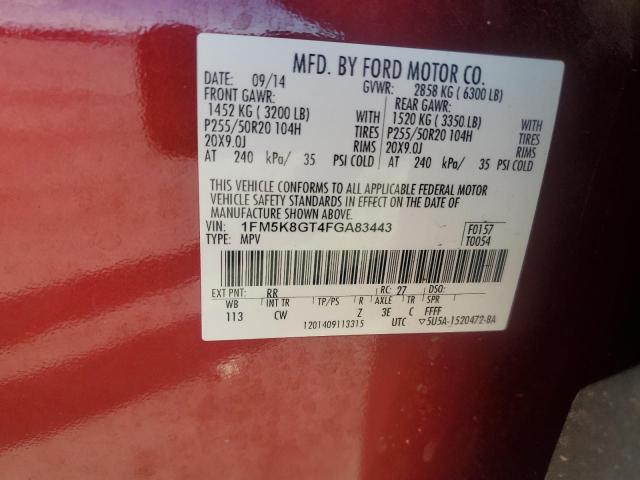 MFD. BY FORD MOTOR CO.
DATE: 09/14 GVWR: 2858 KG ( 6300 LB)
FRONT GAWR: REAR GAWR:
1452 KG ( 3200 LB) WITH 1520 KG ( 3350 LB) WITH
P255/50R20 104H TIRES P255/50R20 104H TIRES
20X9.0J RIMS 20X9.0J RIMS
AT 240 kPa/ 35 PSI COLD AT 240 kPa/ 35 PSI COLD
THIS VEHICLE CONFORMS TO ALL APPLICABLE FEDERAL MOTOR
VEHICLE SAFETY STANDARDS IN EFFECT ON THE DATE OF
MANUFACTURE SHOWN ABOVE.
VIN: 1FM5K8GT4FGA83443 F0157
TYPE: MPV T0054
EXT PNT: RR RC: 27 DSO:
WB INT TR TP/PS R AXLE TR SPR
113 CW Z 3E C FFFF
1201409113315 UTC ▽5U5A-1520472-BA